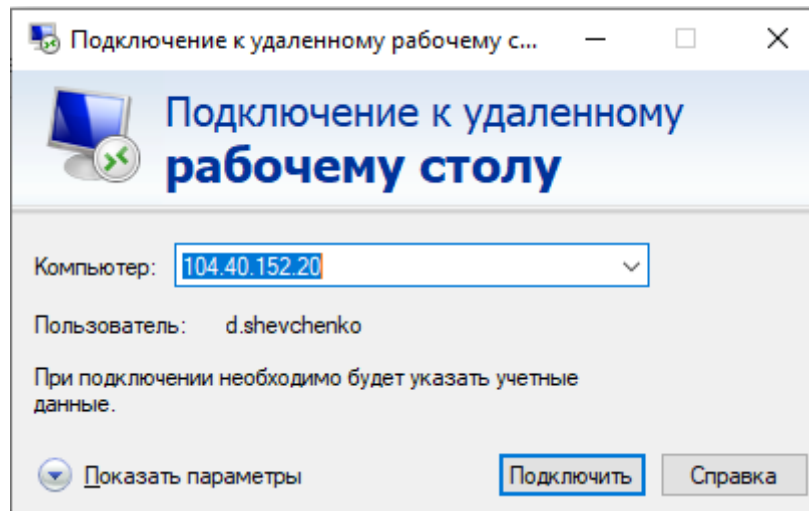 Подключение к удаленному рабочему с...
Подключение к удаленному
рабочему столу
Компьютер: 104.40.152.20
Пользователь: d.shevchenko
При подключении необходимо будет указать учетные
данные.
Показать параметры Подключить Справка